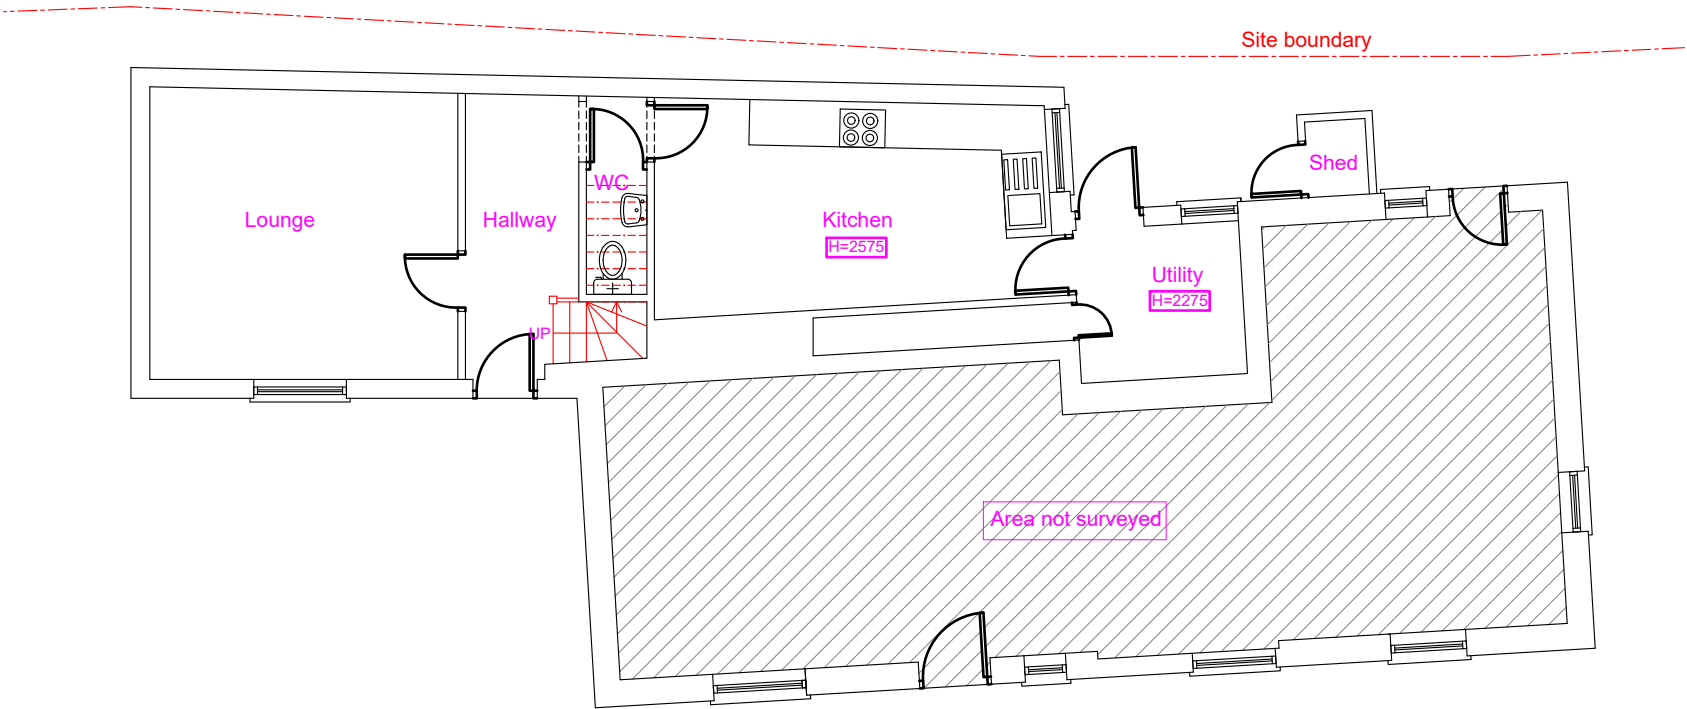 Site boundary
Shed
WC
Lounge
Hallway
Kitchen
H=2575
Utility
H=2275
UP
Area not surveyed